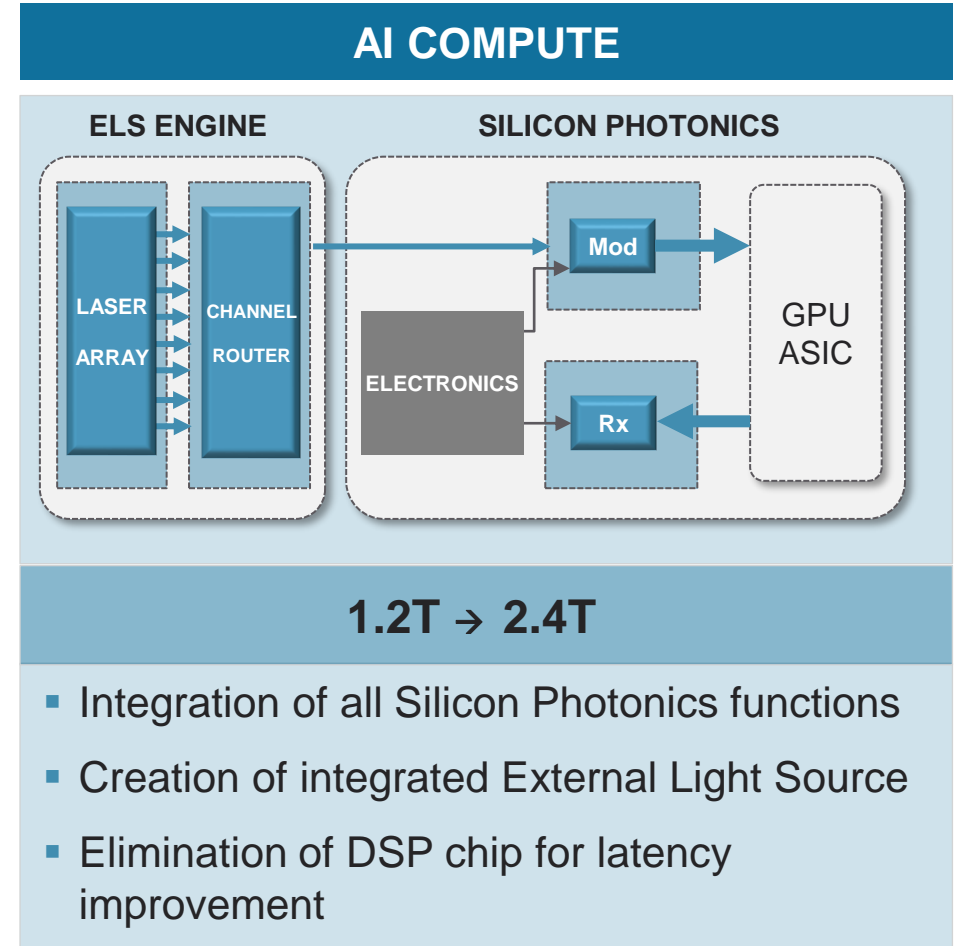 AI COMPUTE
ELS ENGINE
SILICON PHOTONICS
LASER
ARRAY
CHANNEL
ROUTER
Mod
ELECTRONICS
Rx
GPU
ASIC
1.2T → 2.4T
▪ Integration of all Silicon Photonics functions
▪ Creation of integrated External Light Source
▪ Elimination of DSP chip for latency
improvement